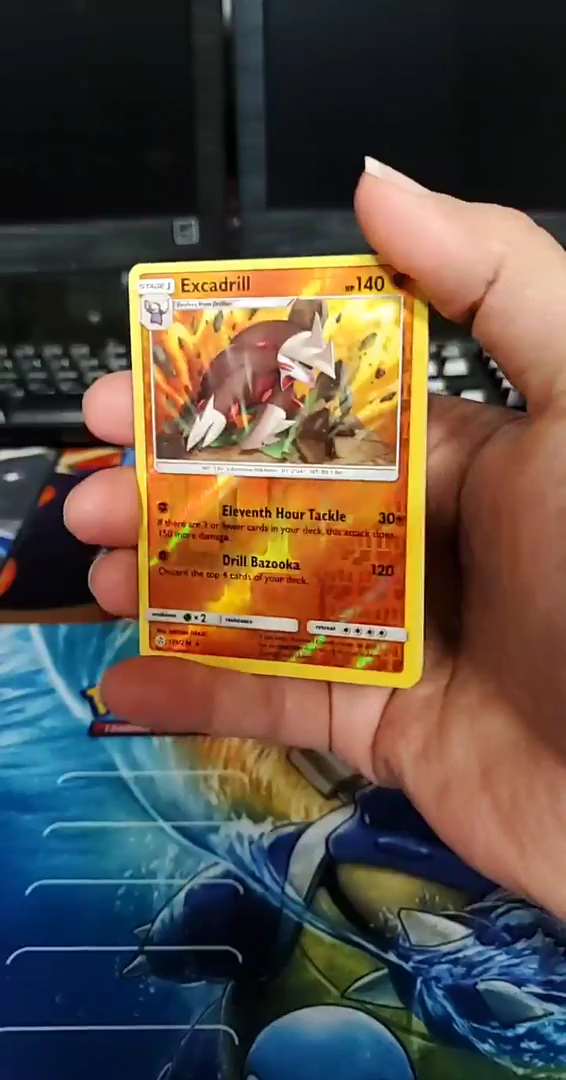 STAGE 1
Excadrill
HP 140
Evolves from Drilbur
Eleventh Hour Tackle 30+
If there are 3 or fewer cards in your deck, this attack does
150 more damage.
Drill Bazooka 120
Discard the top 4 cards of your deck.
weakness ×2 resistance
retreat